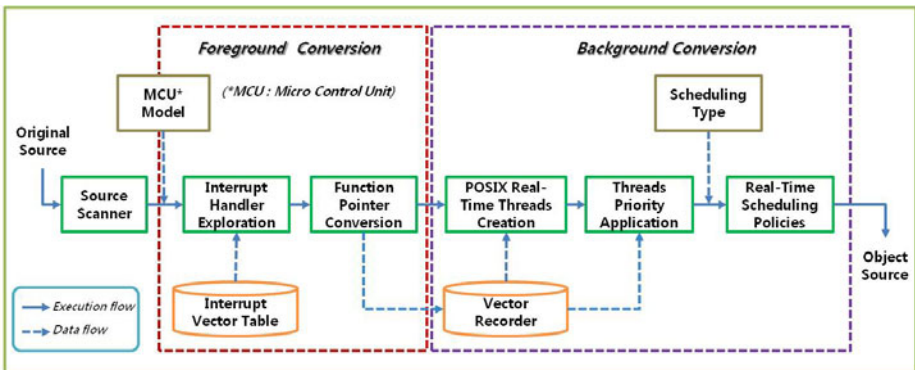 Foreground Conversion
Background Conversion
MCU*
Model
(*MCU : Micro Control Unit)
Scheduling
Type
Original
Source
Source
Scanner
Interrupt
Handler
Exploration
Function
Pointer
Conversion
POSIX Real-
Time Threads
Creation
Threads
Priority
Application
Real-Time
Scheduling
Policies
Object
Source
Interrupt
Vector Table
Vector
Recorder
Execution flow
Data flow